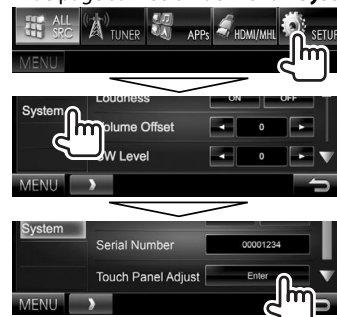 ALL SRC TUNER APPs HDMI/MHL SETUP
MENU
Loudness ON OFF
System
Volume Offset 0
SW Level 0
MENU
System
Serial Number 00001234
Touch Panel Adjust Enter
MENU